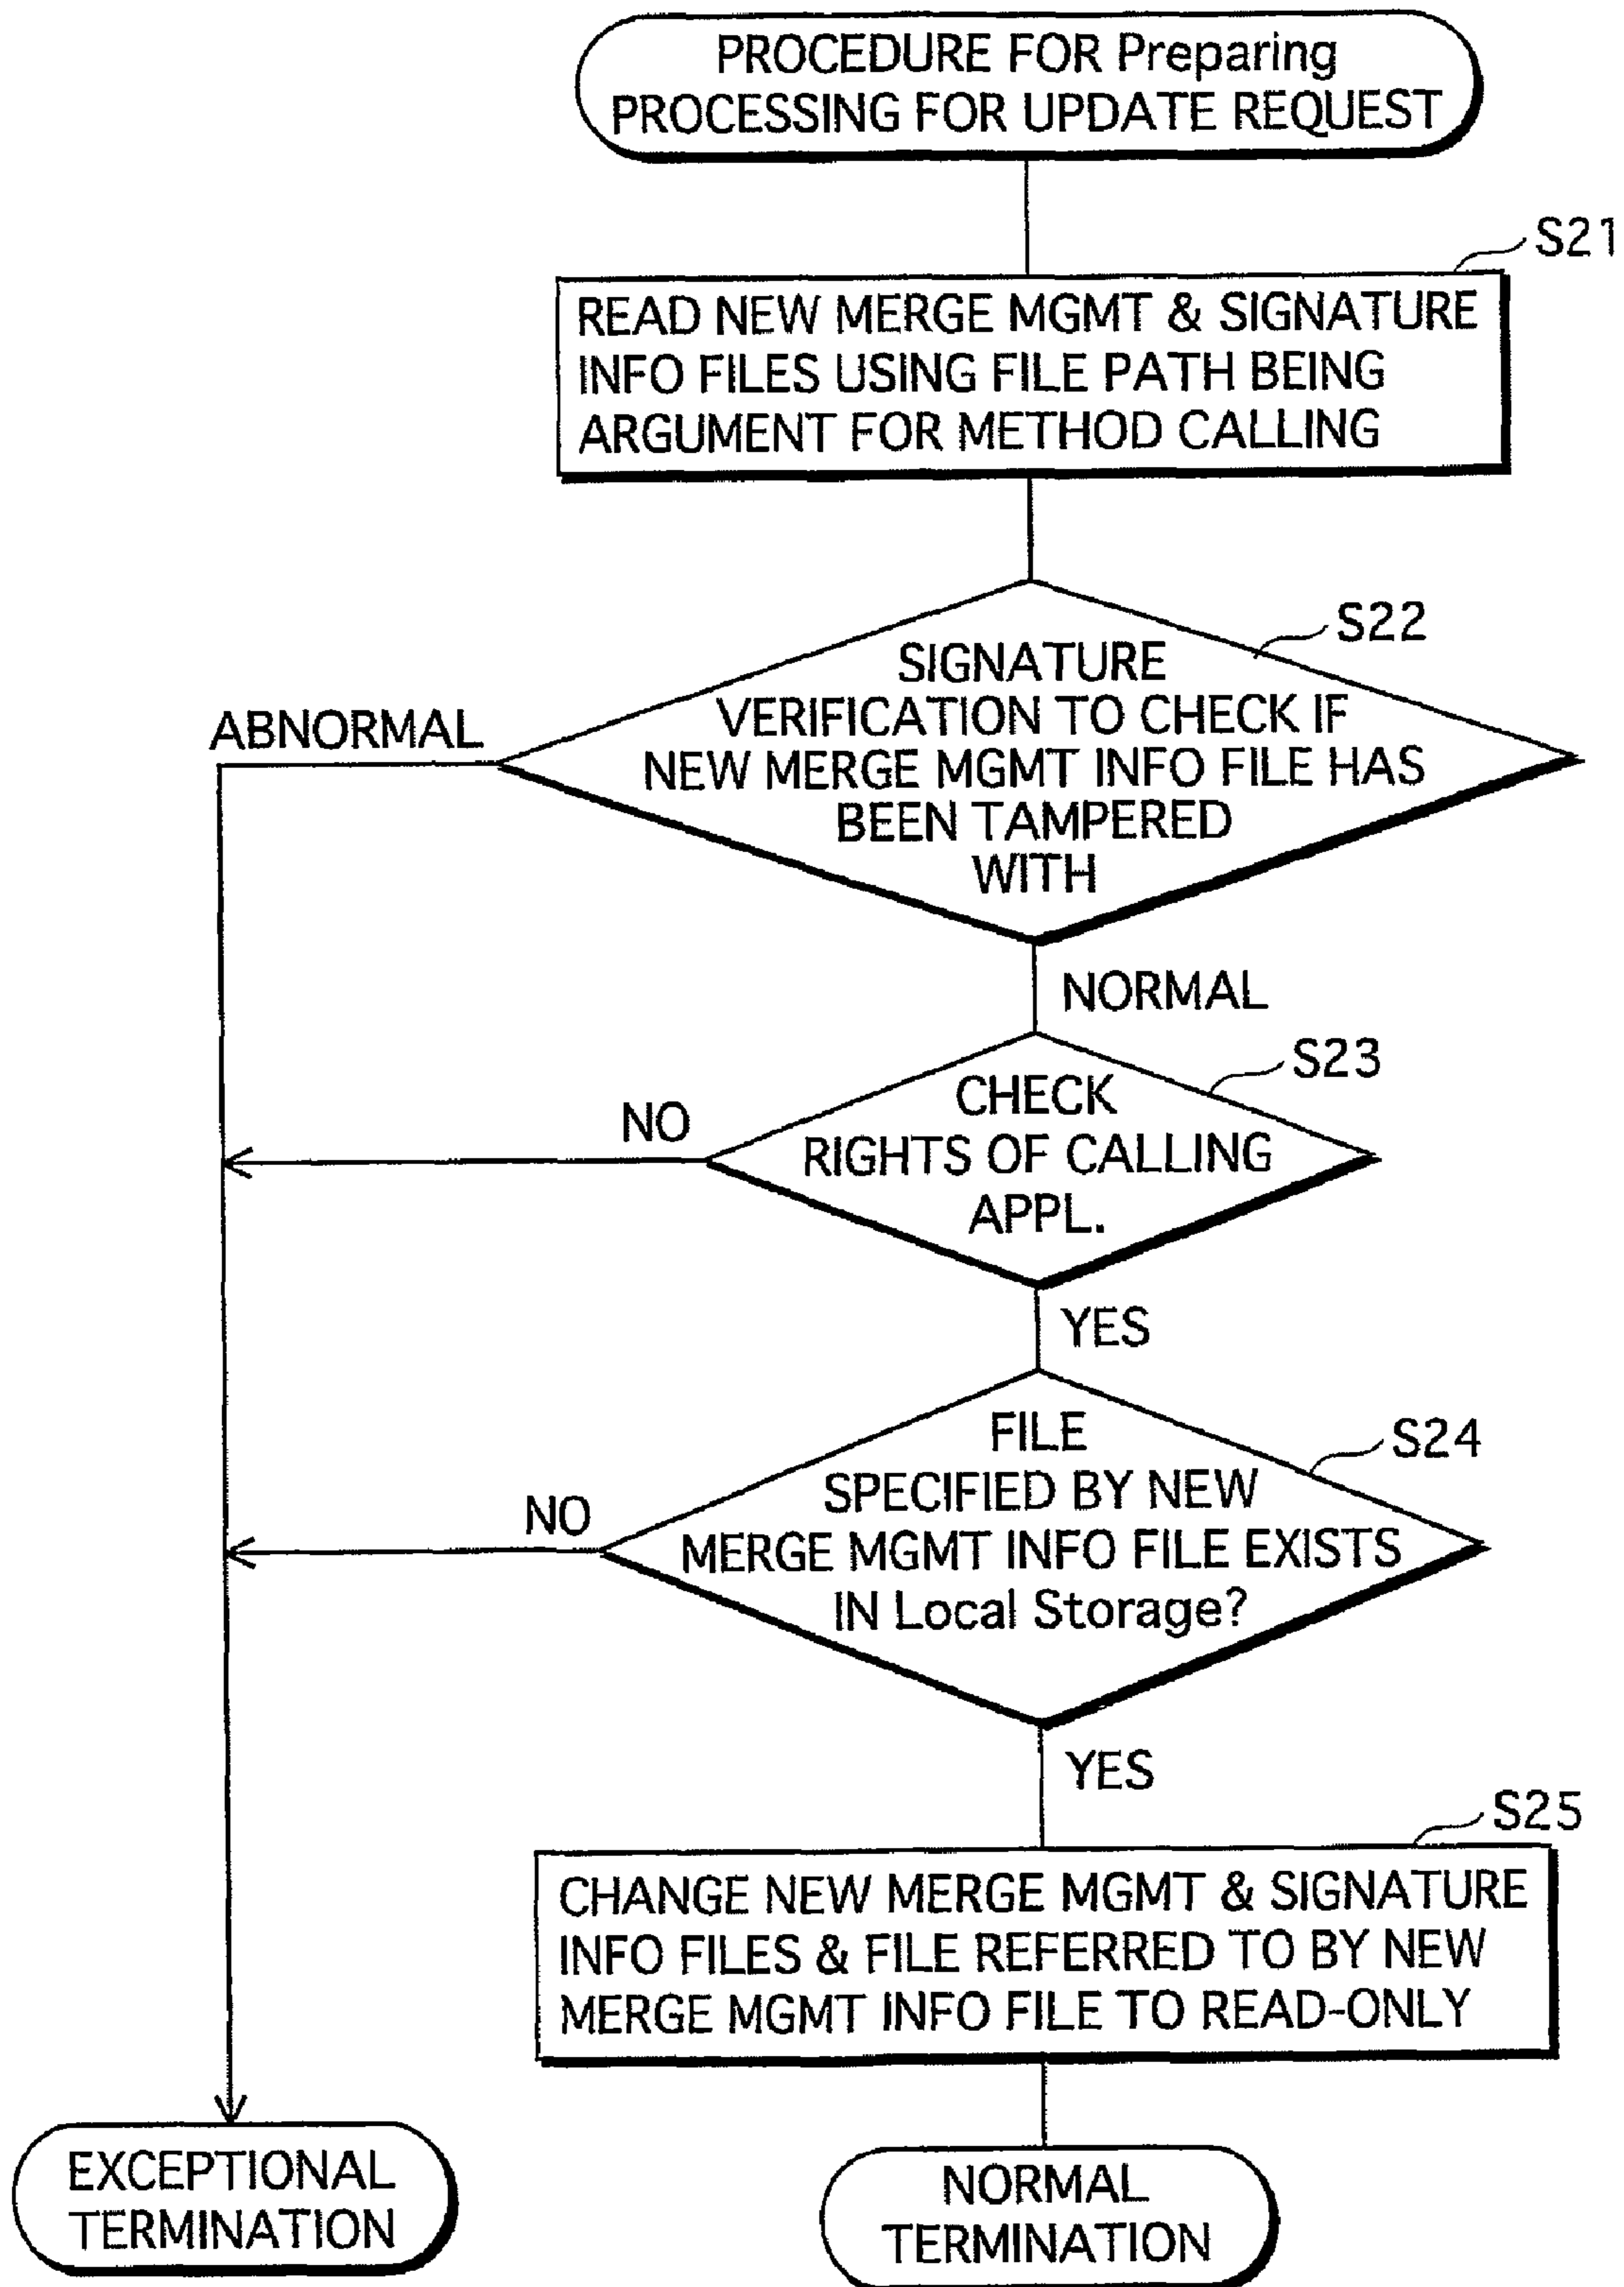 PROCEDURE FOR Preparing
PROCESSING FOR UPDATE REQUEST
S21
READ NEW MERGE MGMT & SIGNATURE
INFO FILES USING FILE PATH BEING
ARGUMENT FOR METHOD CALLING
S22
SIGNATURE
VERIFICATION TO CHECK IF
NEW MERGE MGMT INFO FILE HAS
BEEN TAMPERED
WITH
ABNORMAL
NORMAL
S23
CHECK
RIGHTS OF CALLING
APPL.
NO
YES
S24
FILE
SPECIFIED BY NEW
MERGE MGMT INFO FILE EXISTS
IN Local Storage?
NO
YES
S25
CHANGE NEW MERGE MGMT & SIGNATURE
INFO FILES & FILE REFERRED TO BY NEW
MERGE MGMT INFO FILE TO READ-ONLY
EXCEPTIONAL
TERMINATION
NORMAL
TERMINATION